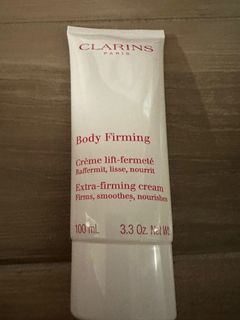 CLARINS
PARIS
Body Firming
Crème lift-fermeté
Raffermit, lisse, nourrit
Extra-firming cream
Firms, smoothes, nourishes
100 mL 3.3 Oz. Net Wt.